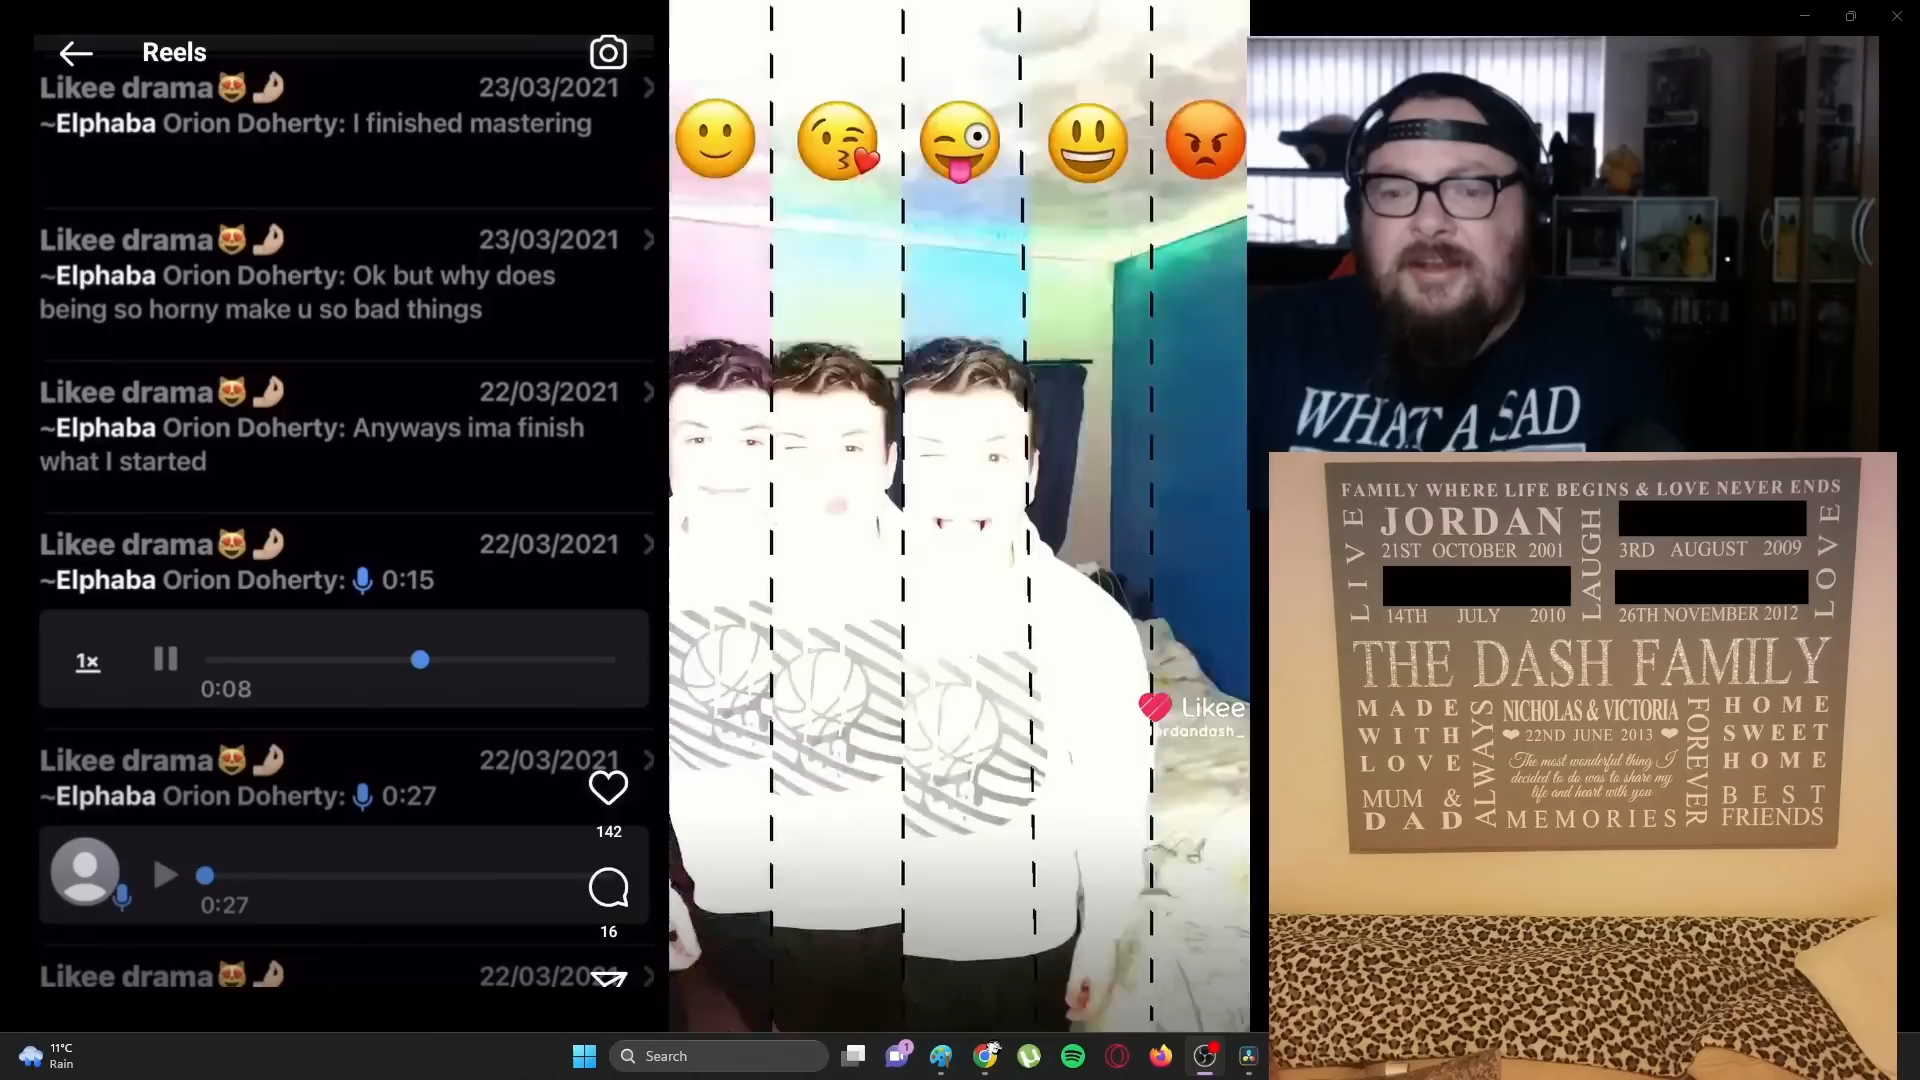 Reels
Likee drama😻🤌🏻 23/03/2021
~Elphaba Orion Doherty: I finished mastering
Likee drama😻🤌🏻 23/03/2021
~Elphaba Orion Doherty: Ok but why does
being so horny make u so bad things
Likee drama😻🤌🏻 22/03/2021
~Elphaba Orion Doherty: Anyways ima finish
what I started
Likee drama😻🤌🏻 22/03/2021
~Elphaba Orion Doherty: 0:15
1x
0:08
Likee drama😻🤌🏻 22/03/2021
~Elphaba Orion Doherty: 0:27
0:27
142
16
Likee drama😻🤌🏻 22/03/2021
Likee
WHAT A SAD
FAMILY WHERE LIFE BEGINS & LOVE NEVER ENDS
LIVE
JORDAN
21ST OCTOBER 2001
LAUGH
3RD AUGUST 2009
LOVE
14TH JULY 2010
26TH NOVEMBER 2012
THE DASH FAMILY
MADE
WITH
LOVE
MUM &
DAD
ALWAYS
NICHOLAS & VICTORIA
22ND JUNE 2013
The most wonderful thing I
decided to do was to share my
life and heart with you
MEMORIES
FOREVER
HOME
SWEET
HOME
BEST
FRIENDS
11°C
Rain
Search
1